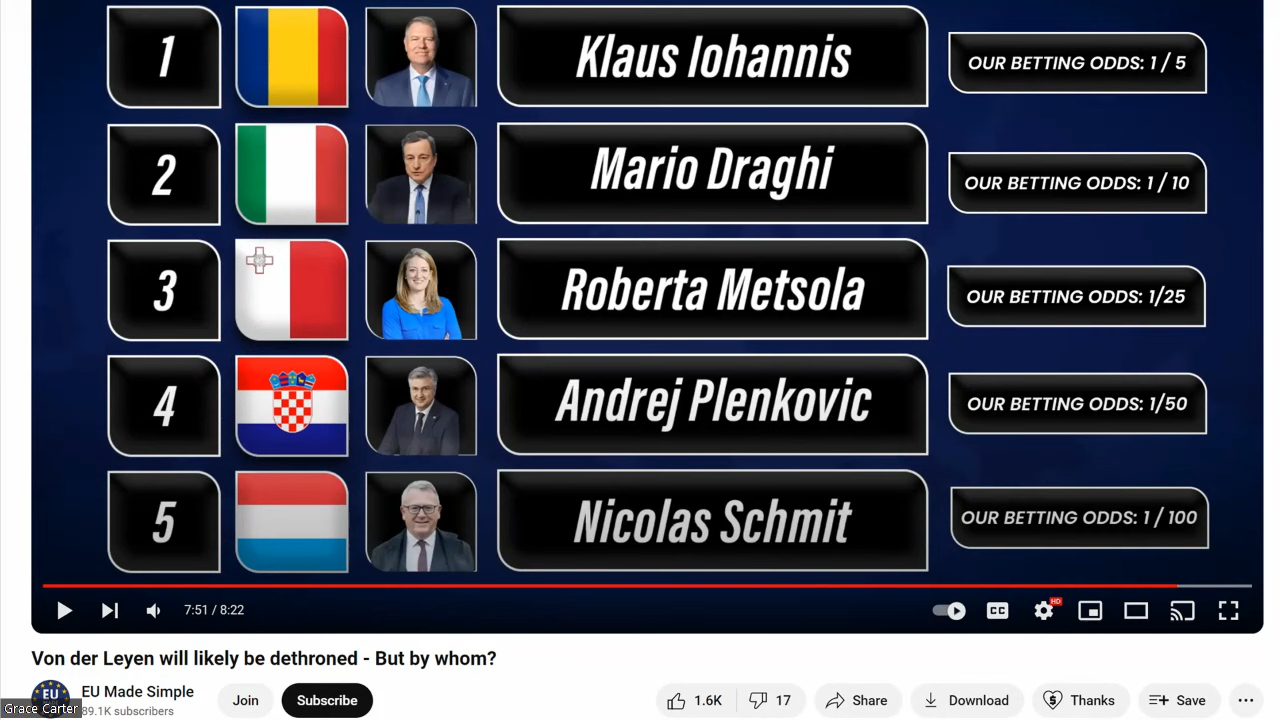 1
Klaus Iohannis
OUR BETTING ODDS: 1 / 5
2
Mario Draghi
OUR BETTING ODDS: 1 / 10
3
Roberta Metsola
OUR BETTING ODDS: 1/25
4
Andrej Plenkovic
OUR BETTING ODDS: 1/50
5
Nicolas Schmit
OUR BETTING ODDS: 1 / 100
7:51 / 8:22
CC
HD
Von der Leyen will likely be dethroned - But by whom?
EU
EU Made Simple
89.1K subscribers
Join
Subscribe
1.6K
17
Share
Download
Thanks
Save
Grace Carter